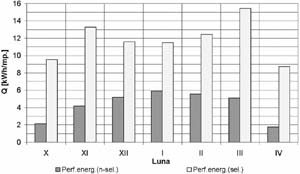 16
14
12
10
8
6
4
2
0
Q [kWh/mp.]
X XI XII I II III IV
Luna
Perf.energ.(n-sel.) Perf.energ.(sel.)